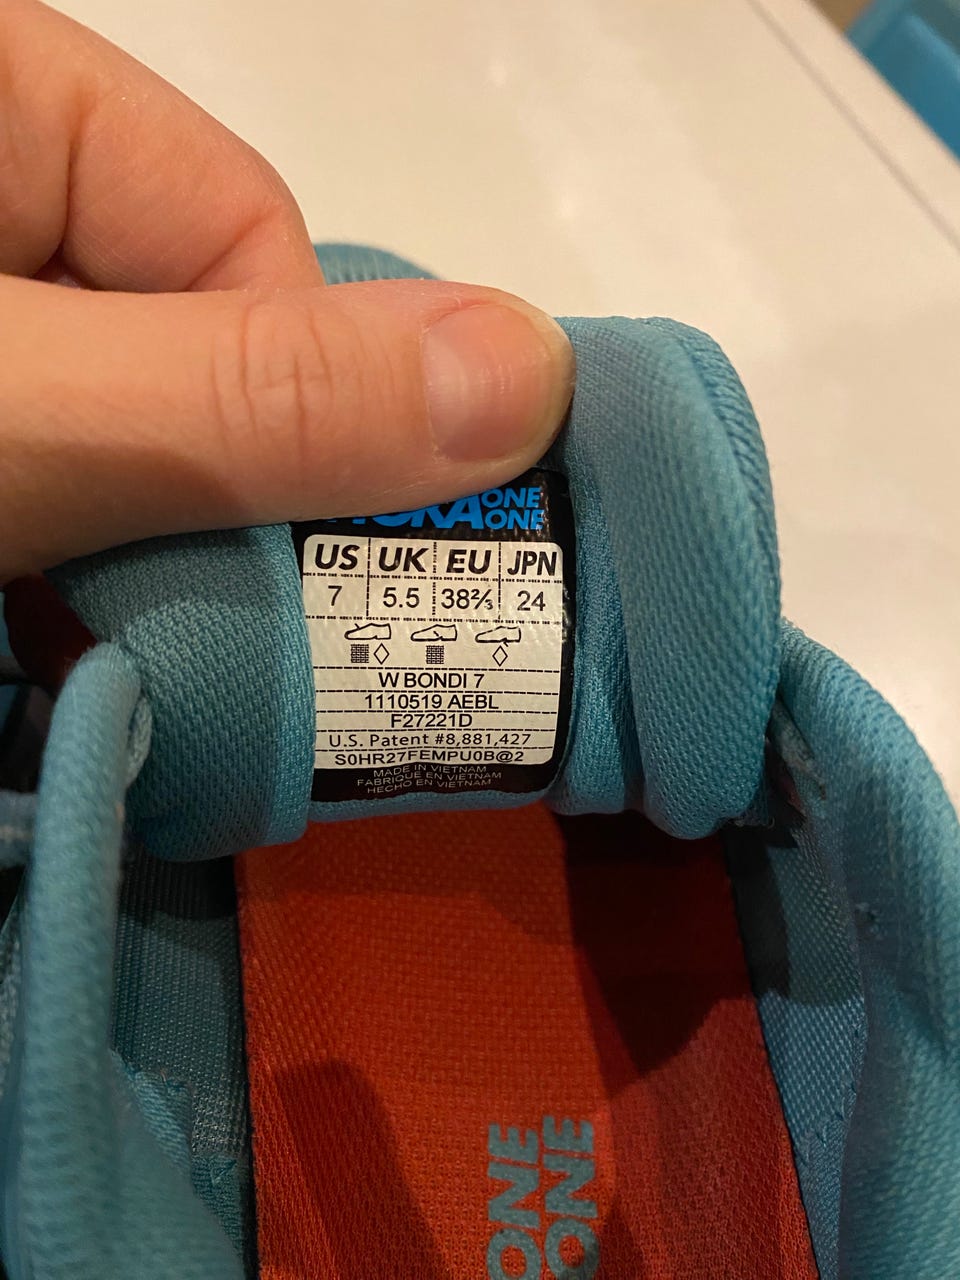 HOKA ONE ONE
US UK EU JPN
7 5.5 38⅔ 24
W BONDI 7
1110519 AEBL
F27221D
U.S. Patent #8,881,427
S0HR27FEMPU0B@2
MADE IN VIETNAM
FABRIQUÉ EN VIETNAM
HECHO EN VIETNAM
ONE
ONE